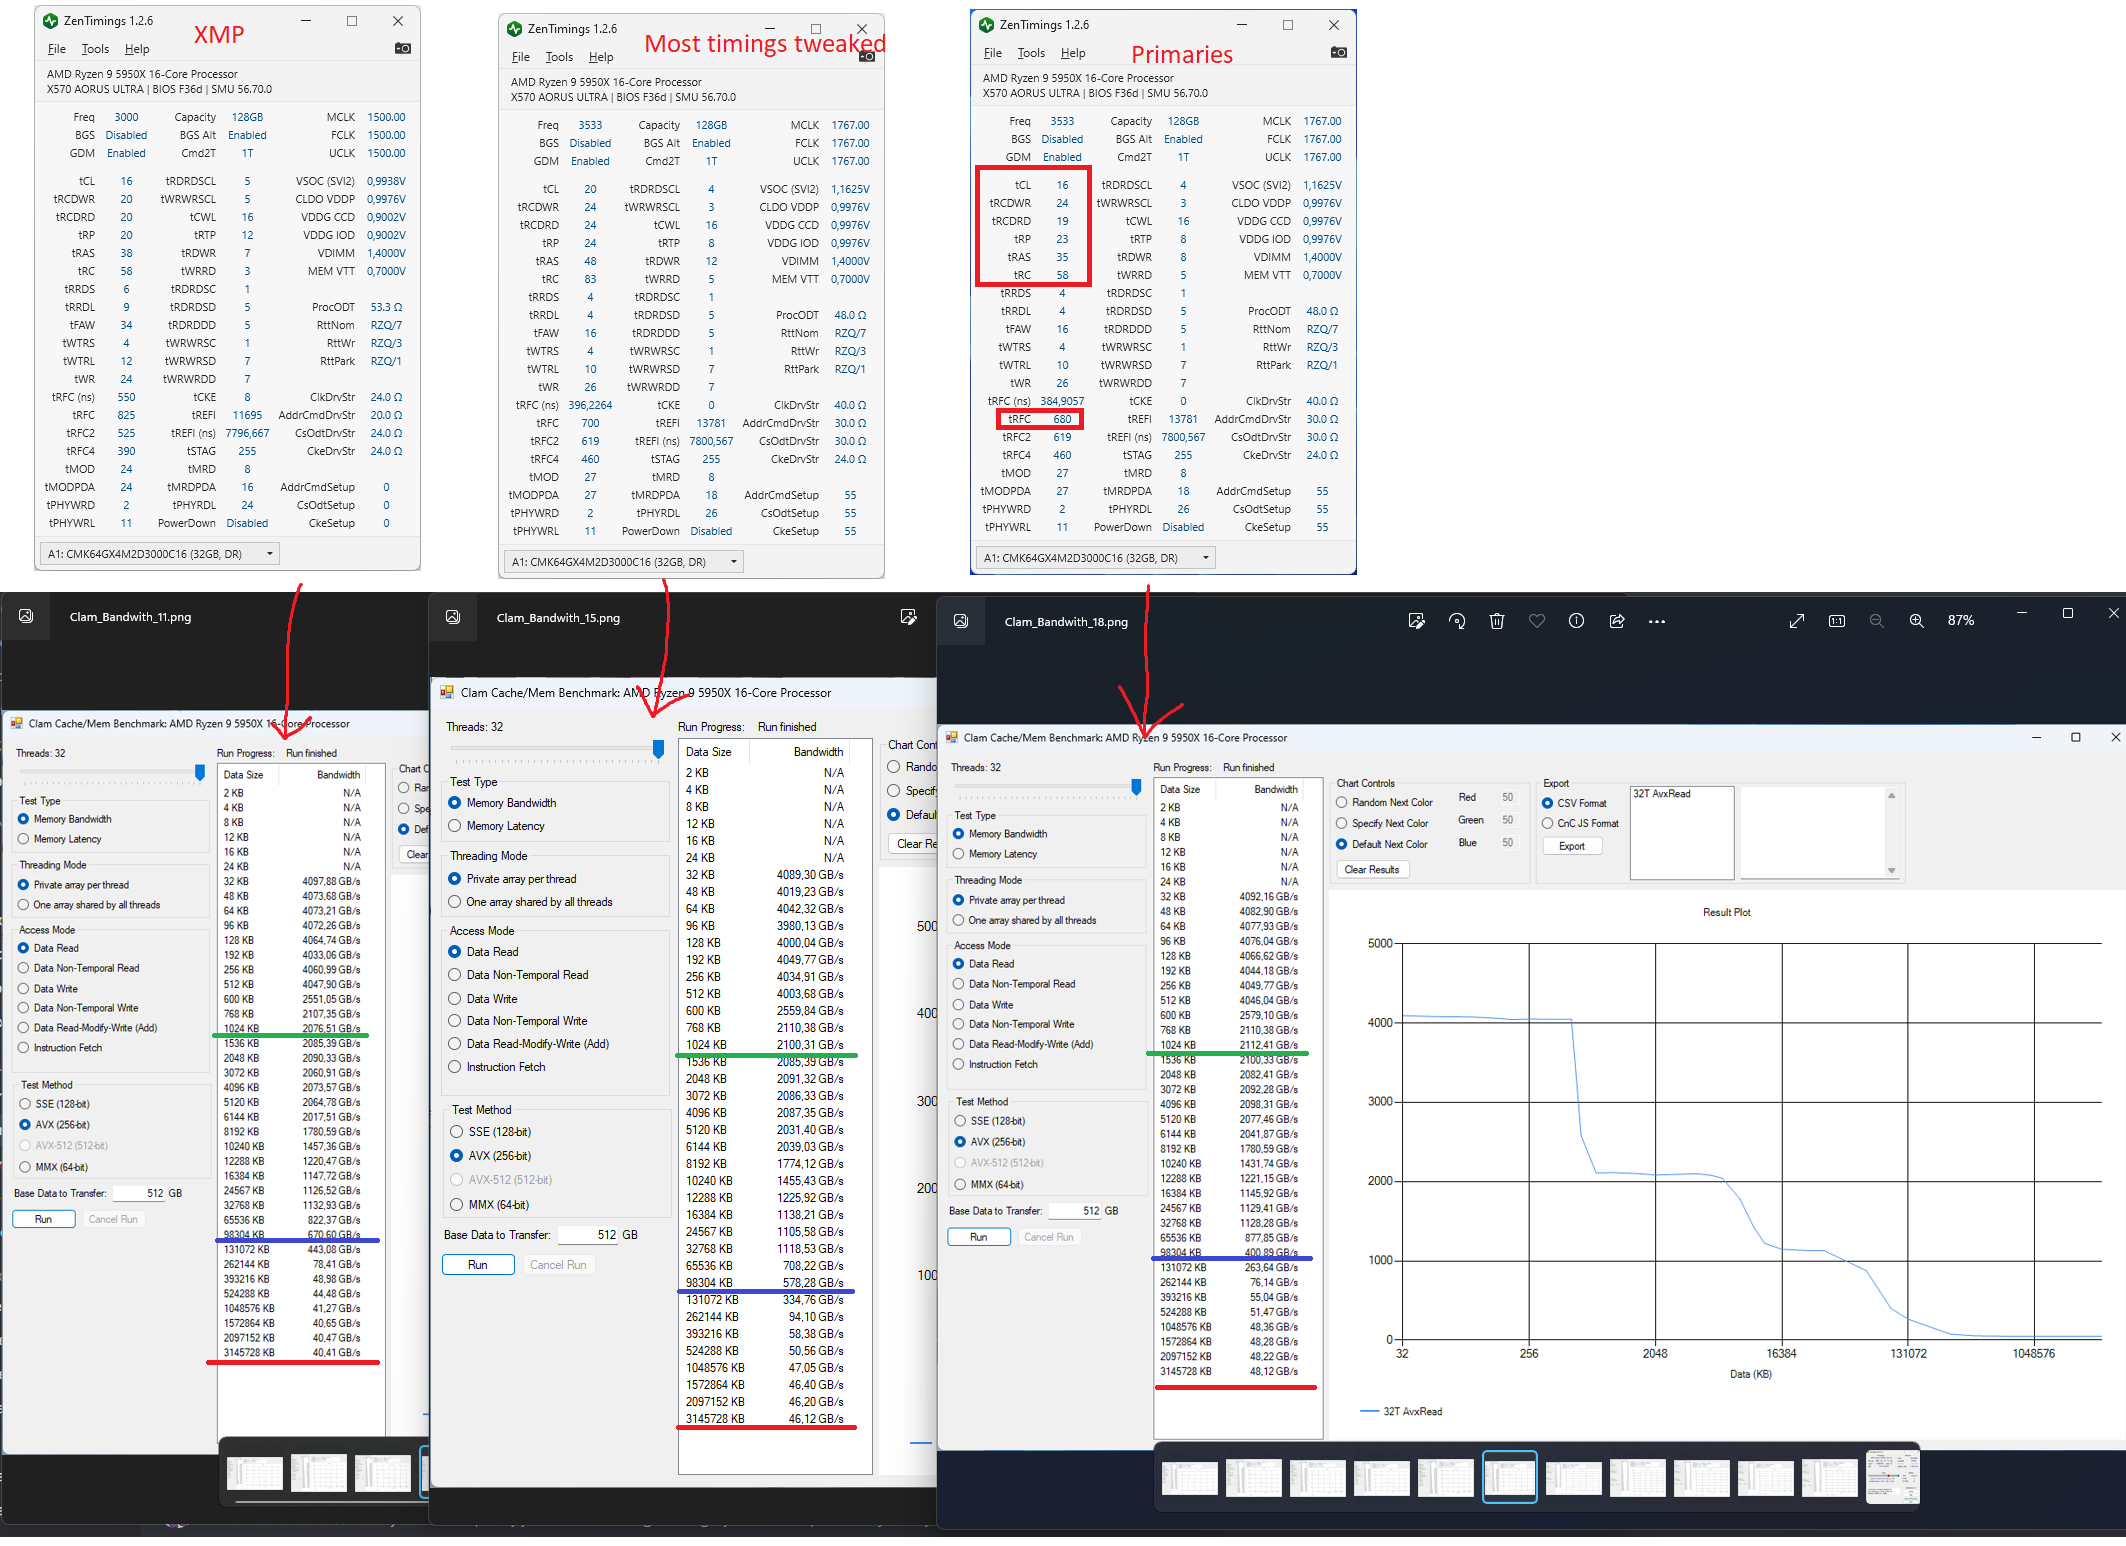 ZenTimings 1.2.6
XMP
File Tools Help
AMD Ryzen 9 5950X 16-Core Processor
X570 AORUS ULTRA | BIOS F36d | SMU 56.70.0
Freq 3000 Capacity 128GB MCLK 1500.00
BGS Disabled BGS Alt Enabled FCLK 1500.00
GDM Enabled Cmd2T 1T UCLK 1500.00
tCL 16 tRDRDSCL 5 VSOC (SVI2) 0,9938V
tRCDWR 20 tWRWRSCL 5 CLDO VDDP 0,9976V
tRCDRD 20 tCWL 16 VDDG CCD 0,9002V
tRP 20 tRTP 12 VDDG IOD 0,9002V
tRAS 38 tRDWR 7 VDIMM 1,4000V
tRC 58 tWRRD 3 MEM VTT 0,7000V
tRRDS 6 tRDRDSC 1
tRRDL 9 tRDRDSD 5 ProcODT 53.3 Ω
tFAW 34 tRDRDDD 5 RttNom RZQ/7
tWTRS 4 tWRWRSC 1 RttWr RZQ/3
tWTRL 12 tWRWRSD 7 RttPark RZQ/1
tWR 24 tWRWRDD 7
tRFC (ns) 550 tCKE 8 ClkDrvStr 24.0 Ω
tRFC 825 tREFI 11695 AddrCmdDrvStr 20.0 Ω
tRFC2 525 tREFI (ns) 7796,667 CsOdtDrvStr 24.0 Ω
tRFC4 390 tSTAG 255 CkeDrvStr 24.0 Ω
tMOD 24 tMRD 8
tMODPDA 24 tMRDPDA 16 AddrCmdSetup 0
tPHYWRD 2 tPHYRDL 24 CsOdtSetup 0
tPHYWRL 11 PowerDown Disabled CkeSetup 0
A1: CMK64GX4M2D3000C16 (32GB, DR)
ZenTimings 1.2.6
Most timings tweaked
File Tools Help
AMD Ryzen 9 5950X 16-Core Processor
X570 AORUS ULTRA | BIOS F36d | SMU 56.70.0
Freq 3533 Capacity 128GB MCLK 1767.00
BGS Disabled BGS Alt Enabled FCLK 1767.00
GDM Enabled Cmd2T 1T UCLK 1767.00
tCL 20 tRDRDSCL 4 VSOC (SVI2) 1,1625V
tRCDWR 24 tWRWRSCL 3 CLDO VDDP 0,9976V
tRCDRD 24 tCWL 16 VDDG CCD 0,9976V
tRP 24 tRTP 8 VDDG IOD 0,9976V
tRAS 48 tRDWR 12 VDIMM 1,4000V
tRC 83 tWRRD 5 MEM VTT 0,7000V
tRRDS 4 tRDRDSC 1
tRRDL 4 tRDRDSD 5 ProcODT 48.0 Ω
tFAW 16 tRDRDDD 5 RttNom RZQ/7
tWTRS 4 tWRWRSC 1 RttWr RZQ/3
tWTRL 10 tWRWRSD 7 RttPark RZQ/1
tWR 26 tWRWRDD 7
tRFC (ns) 396,2264 tCKE 0 ClkDrvStr 40.0 Ω
tRFC 700 tREFI 13781 AddrCmdDrvStr 30.0 Ω
tRFC2 619 tREFI (ns) 7800,567 CsOdtDrvStr 30.0 Ω
tRFC4 460 tSTAG 255 CkeDrvStr 24.0 Ω
tMOD 27 tMRD 8
tMODPDA 27 tMRDPDA 18 AddrCmdSetup 55
tPHYWRD 2 tPHYRDL 26 CsOdtSetup 55
tPHYWRL 11 PowerDown Disabled CkeSetup 55
A1: CMK64GX4M2D3000C16 (32GB, DR)
ZenTimings 1.2.6
Primaries
File Tools Help
AMD Ryzen 9 5950X 16-Core Processor
X570 AORUS ULTRA | BIOS F36d | SMU 56.70.0
Freq 3533 Capacity 128GB MCLK 1767.00
BGS Disabled BGS Alt Enabled FCLK 1767.00
GDM Enabled Cmd2T 1T UCLK 1767.00
tCL 16 tRDRDSCL 4 VSOC (SVI2) 1,1625V
tRCDWR 24 tWRWRSCL 3 CLDO VDDP 0,9976V
tRCDRD 19 tCWL 16 VDDG CCD 0,9976V
tRP 23 tRTP 8 VDDG IOD 0,9976V
tRAS 35 tRDWR 8 VDIMM 1,4000V
tRC 58 tWRRD 5 MEM VTT 0,7000V
tRRDS 4 tRDRDSC 1
tRRDL 4 tRDRDSD 5 ProcODT 48.0 Ω
tFAW 16 tRDRDDD 5 RttNom RZQ/7
tWTRS 4 tWRWRSC 1 RttWr RZQ/3
tWTRL 10 tWRWRSD 7 RttPark RZQ/1
tWR 26 tWRWRDD 7
tRFC (ns) 384,9057 tCKE 0 ClkDrvStr 40.0 Ω
tRFC 680 tREFI 13781 AddrCmdDrvStr 30.0 Ω
tRFC2 619 tREFI (ns) 7800,567 CsOdtDrvStr 30.0 Ω
tRFC4 460 tSTAG 255 CkeDrvStr 24.0 Ω
tMOD 27 tMRD 8
tMODPDA 27 tMRDPDA 18 AddrCmdSetup 55
tPHYWRD 2 tPHYRDL 26 CsOdtSetup 55
tPHYWRL 11 PowerDown Disabled CkeSetup 55
A1: CMK64GX4M2D3000C16 (32GB, DR)
Clam_Bandwith_11.png
Clam Cache/Mem Benchmark: AMD Ryzen 9 5950X 16-Core Processor
Threads: 32
Test Type
Memory Bandwidth
Memory Latency
Threading Mode
Private array per thread
One array shared by all threads
Access Mode
Data Read
Data Non-Temporal Read
Data Write
Data Non-Temporal Write
Data Read-Modify-Write (Add)
Instruction Fetch
Test Method
SSE (128-bit)
AVX (256-bit)
AVX-512 (512-bit)
MMX (64-bit)
Base Data to Transfer: 512 GB
Run Cancel Run
Run Progress: Run finished
Data Size Bandwidth
2 KB N/A
4 KB N/A
8 KB N/A
12 KB N/A
16 KB N/A
24 KB N/A
32 KB 4097,88 GB/s
48 KB 4073,68 GB/s
64 KB 4073,21 GB/s
96 KB 4072,26 GB/s
128 KB 4064,74 GB/s
192 KB 4033,06 GB/s
256 KB 4060,99 GB/s
512 KB 4047,90 GB/s
600 KB 2551,05 GB/s
768 KB 2107,35 GB/s
1024 KB 2076,51 GB/s
1536 KB 2085,39 GB/s
2048 KB 2090,33 GB/s
3072 KB 2060,91 GB/s
4096 KB 2073,57 GB/s
5120 KB 2064,78 GB/s
6144 KB 2017,51 GB/s
8192 KB 1780,59 GB/s
10240 KB 1457,36 GB/s
12288 KB 1220,47 GB/s
16384 KB 1147,72 GB/s
24567 KB 1126,52 GB/s
32768 KB 1132,93 GB/s
65536 KB 822,37 GB/s
98304 KB 670,60 GB/s
131072 KB 443,08 GB/s
262144 KB 78,41 GB/s
393216 KB 48,98 GB/s
524288 KB 44,48 GB/s
1048576 KB 41,27 GB/s
1572864 KB 40,65 GB/s
2097152 KB 40,47 GB/s
3145728 KB 40,41 GB/s
Chart C
Ra
Spe
Def
Clear
Clam_Bandwith_15.png
Clam Cache/Mem Benchmark: AMD Ryzen 9 5950X 16-Core Processor
Threads: 32
Test Type
Memory Bandwidth
Memory Latency
Threading Mode
Private array per thread
One array shared by all threads
Access Mode
Data Read
Data Non-Temporal Read
Data Write
Data Non-Temporal Write
Data Read-Modify-Write (Add)
Instruction Fetch
Test Method
SSE (128-bit)
AVX (256-bit)
AVX-512 (512-bit)
MMX (64-bit)
Base Data to Transfer: 512 GB
Run Cancel Run
Run Progress: Run finished
Data Size Bandwidth
2 KB N/A
4 KB N/A
8 KB N/A
12 KB N/A
16 KB N/A
24 KB N/A
32 KB 4089,30 GB/s
48 KB 4019,23 GB/s
64 KB 4042,32 GB/s
96 KB 3980,13 GB/s
128 KB 4000,04 GB/s
192 KB 4049,77 GB/s
256 KB 4034,91 GB/s
512 KB 4003,68 GB/s
600 KB 2559,84 GB/s
768 KB 2110,38 GB/s
1024 KB 2100,31 GB/s
1536 KB 2085,39 GB/s
2048 KB 2091,32 GB/s
3072 KB 2086,33 GB/s
4096 KB 2087,35 GB/s
5120 KB 2031,40 GB/s
6144 KB 2039,03 GB/s
8192 KB 1774,12 GB/s
10240 KB 1455,43 GB/s
12288 KB 1225,92 GB/s
16384 KB 1138,21 GB/s
24567 KB 1105,58 GB/s
32768 KB 1118,53 GB/s
65536 KB 708,22 GB/s
98304 KB 578,28 GB/s
131072 KB 334,76 GB/s
262144 KB 94,10 GB/s
393216 KB 58,38 GB/s
524288 KB 50,56 GB/s
1048576 KB 47,05 GB/s
1572864 KB 46,40 GB/s
2097152 KB 46,20 GB/s
3145728 KB 46,12 GB/s
Chart Cont
Rando
Specify
Default
Clear Re
500
400
300
200
100
Clam_Bandwith_18.png
87%
Clam Cache/Mem Benchmark: AMD Ryzen 9 5950X 16-Core Processor
Threads: 32
Test Type
Memory Bandwidth
Memory Latency
Threading Mode
Private array per thread
One array shared by all threads
Access Mode
Data Read
Data Non-Temporal Read
Data Write
Data Non-Temporal Write
Data Read-Modify-Write (Add)
Instruction Fetch
Test Method
SSE (128-bit)
AVX (256-bit)
AVX-512 (512-bit)
MMX (64-bit)
Base Data to Transfer: 512 GB
Run Cancel Run
Run Progress: Run finished
Data Size Bandwidth
2 KB N/A
4 KB N/A
8 KB N/A
12 KB N/A
16 KB N/A
24 KB N/A
32 KB 4092,16 GB/s
48 KB 4082,90 GB/s
64 KB 4077,93 GB/s
96 KB 4076,04 GB/s
128 KB 4066,62 GB/s
192 KB 4044,18 GB/s
256 KB 4049,77 GB/s
512 KB 4046,04 GB/s
600 KB 2579,10 GB/s
768 KB 2110,38 GB/s
1024 KB 2112,41 GB/s
1536 KB 2100,33 GB/s
2048 KB 2082,41 GB/s
3072 KB 2092,28 GB/s
4096 KB 2098,31 GB/s
5120 KB 2077,46 GB/s
6144 KB 2041,87 GB/s
8192 KB 1780,59 GB/s
10240 KB 1431,74 GB/s
12288 KB 1221,15 GB/s
16384 KB 1145,92 GB/s
24567 KB 1129,41 GB/s
32768 KB 1128,28 GB/s
65536 KB 877,85 GB/s
98304 KB 400,89 GB/s
131072 KB 263,64 GB/s
262144 KB 76,14 GB/s
393216 KB 55,04 GB/s
524288 KB 51,47 GB/s
1048576 KB 48,36 GB/s
1572864 KB 48,28 GB/s
2097152 KB 48,22 GB/s
3145728 KB 48,12 GB/s
Chart Controls
Random Next Color Red 50
Specify Next Color Green 50
Default Next Color Blue 50
Clear Results
Export
CSV Format
CnC JS Format
Export
32T AvxRead
Result Plot
5000
4000
3000
2000
1000
0
32 256 2048 16384 131072 1048576
Data (KB)
32T AvxRead